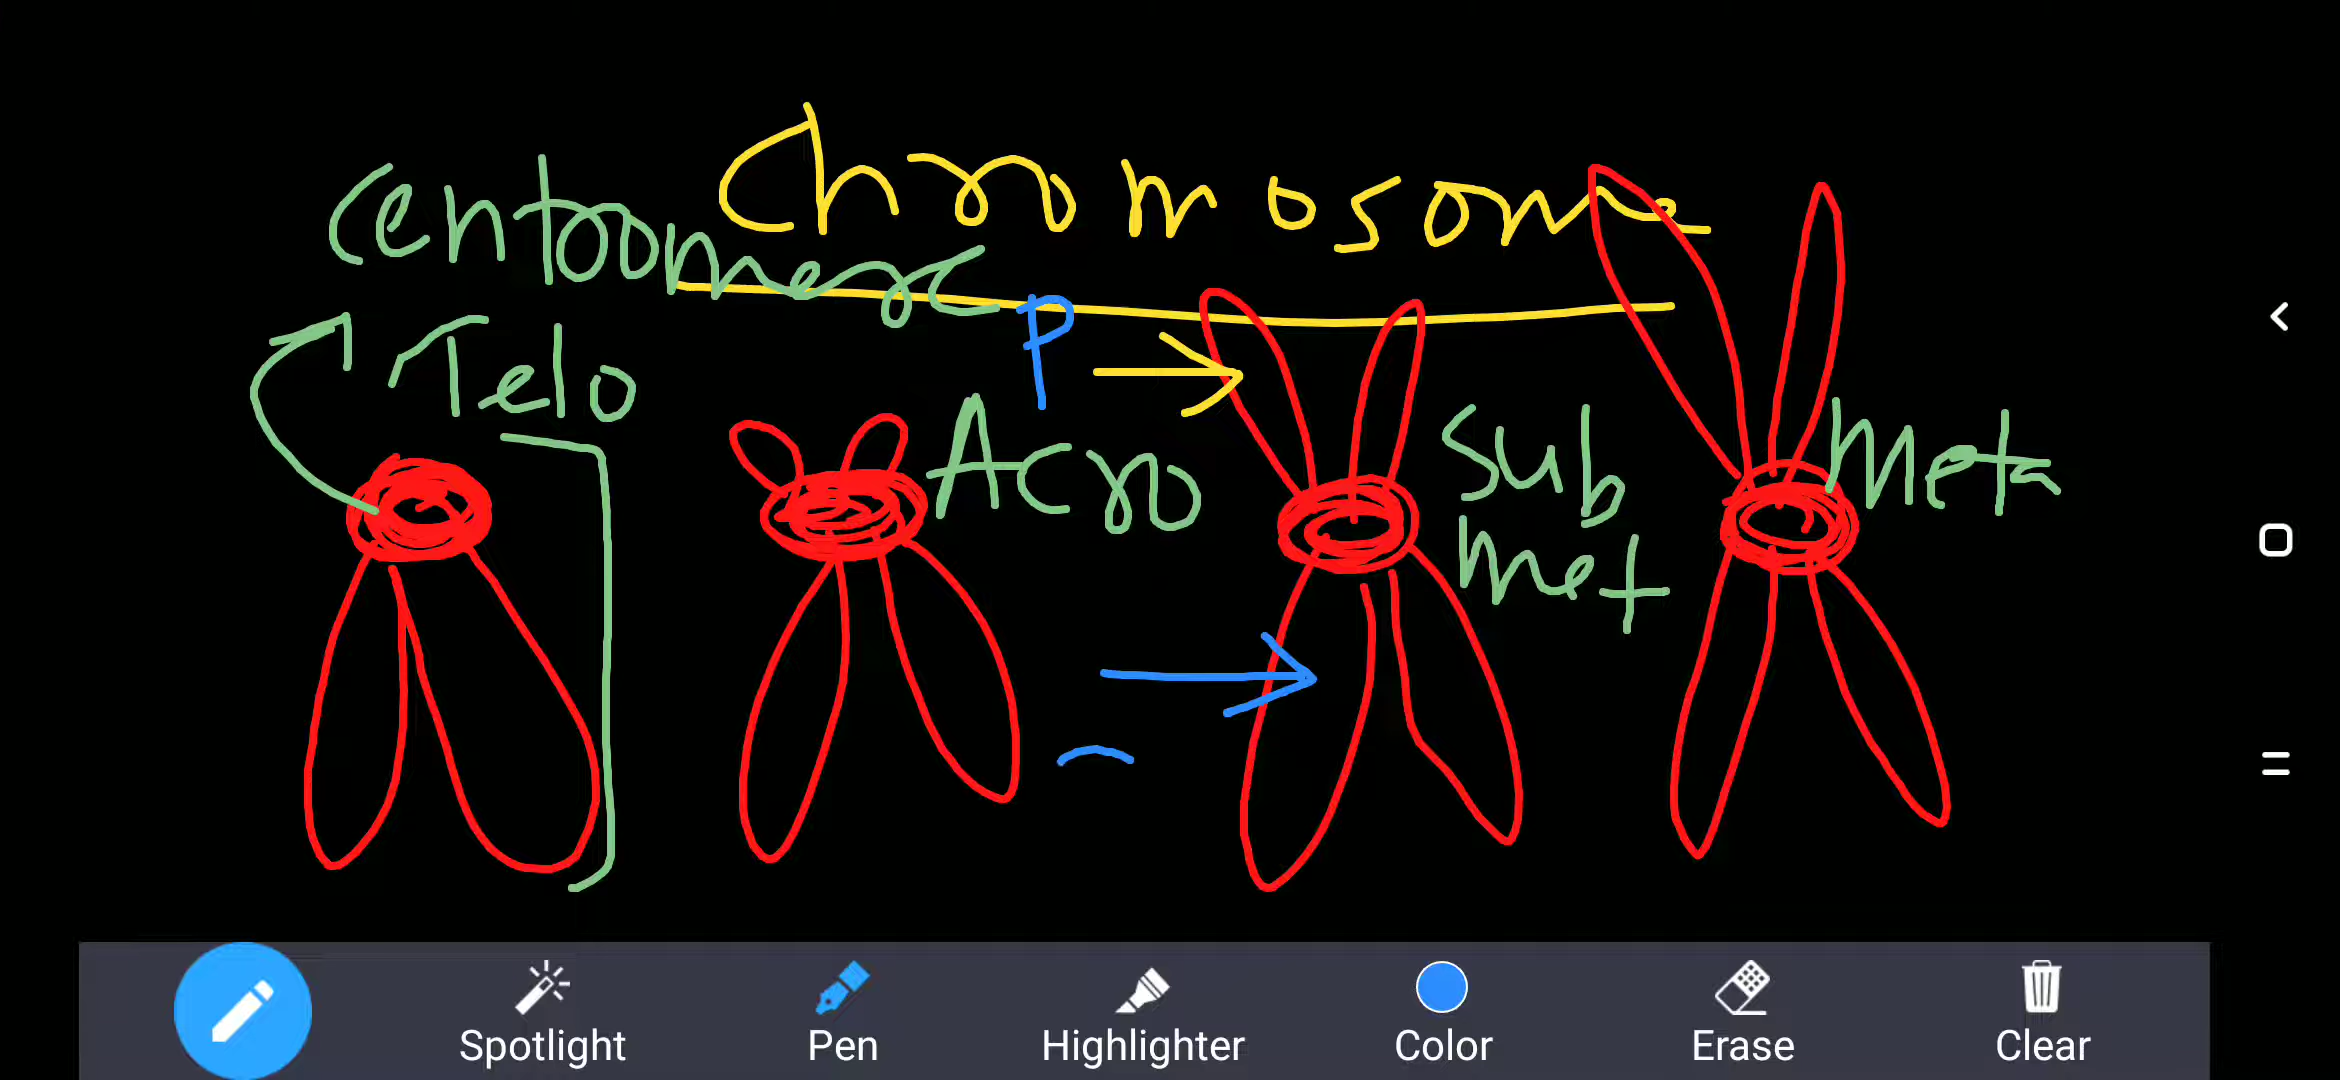 Chromosome
Centromere
P
Telo
Acro
Sub
met
Meta
Spotlight
Pen
Highlighter
Color
Erase
Clear